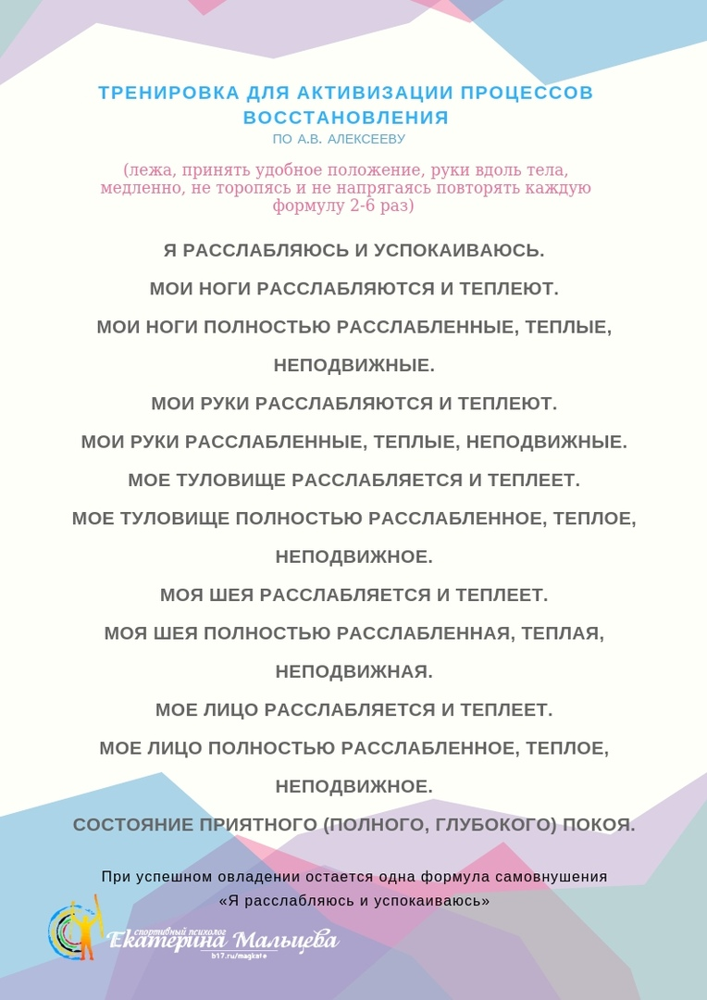 ТРЕНИРОВКА ДЛЯ АКТИВИЗАЦИИ ПРОЦЕССОВ
ВОССТАНОВЛЕНИЯ
ПО А.В. АЛЕКСЕЕВУ
(лежа, принять удобное положение, руки вдоль тела,
медленно, не торопясь и не напрягаясь повторять каждую
формулу 2-6 раз)
Я РАССЛАБЛЯЮСЬ И УСПОКАИВАЮСЬ.
МОИ НОГИ РАССЛАБЛЯЮТСЯ И ТЕПЛЕЮТ.
МОИ НОГИ ПОЛНОСТЬЮ РАССЛАБЛЕННЫЕ, ТЕПЛЫЕ,
НЕПОДВИЖНЫЕ.
МОИ РУКИ РАССЛАБЛЯЮТСЯ И ТЕПЛЕЮТ.
МОИ РУКИ РАССЛАБЛЕННЫЕ, ТЕПЛЫЕ, НЕПОДВИЖНЫЕ.
МОЕ ТУЛОВИЩЕ РАССЛАБЛЯЕТСЯ И ТЕПЛЕЕТ.
МОЕ ТУЛОВИЩЕ ПОЛНОСТЬЮ РАССЛАБЛЕННОЕ, ТЕПЛОЕ,
НЕПОДВИЖНОЕ.
МОЯ ШЕЯ РАССЛАБЛЯЕТСЯ И ТЕПЛЕЕТ.
МОЯ ШЕЯ ПОЛНОСТЬЮ РАССЛАБЛЕННАЯ, ТЕПЛАЯ,
НЕПОДВИЖНАЯ.
МОЕ ЛИЦО РАССЛАБЛЯЕТСЯ И ТЕПЛЕЕТ.
МОЕ ЛИЦО ПОЛНОСТЬЮ РАССЛАБЛЕННОЕ, ТЕПЛОЕ,
НЕПОДВИЖНОЕ.
СОСТОЯНИЕ ПРИЯТНОГО (ПОЛНОГО, ГЛУБОКОГО) ПОКОЯ.
При успешном овладении остается одна формула самовнушения
«Я расслабляюсь и успокаиваюсь»
спортивный психолог
Екатерина Мальцева
b17.ru/magkate